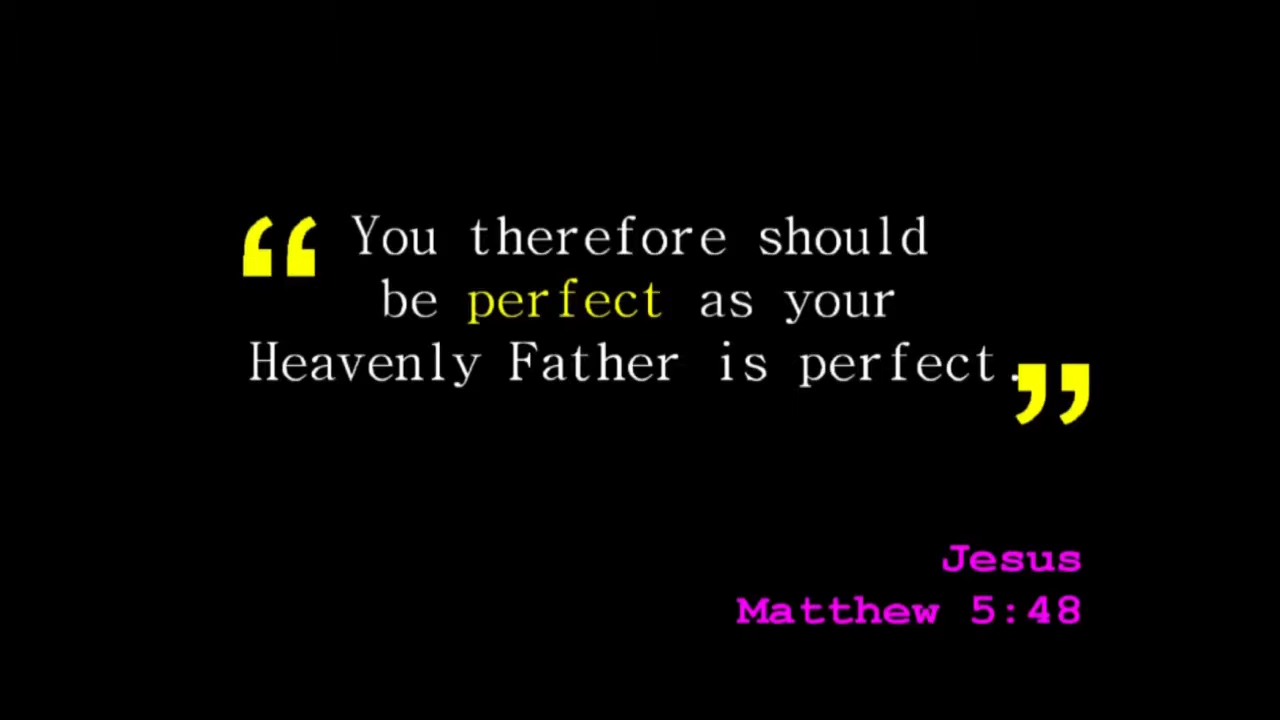 “You therefore should
be perfect as your
Heavenly Father is perfect.”
Jesus
Matthew 5:48